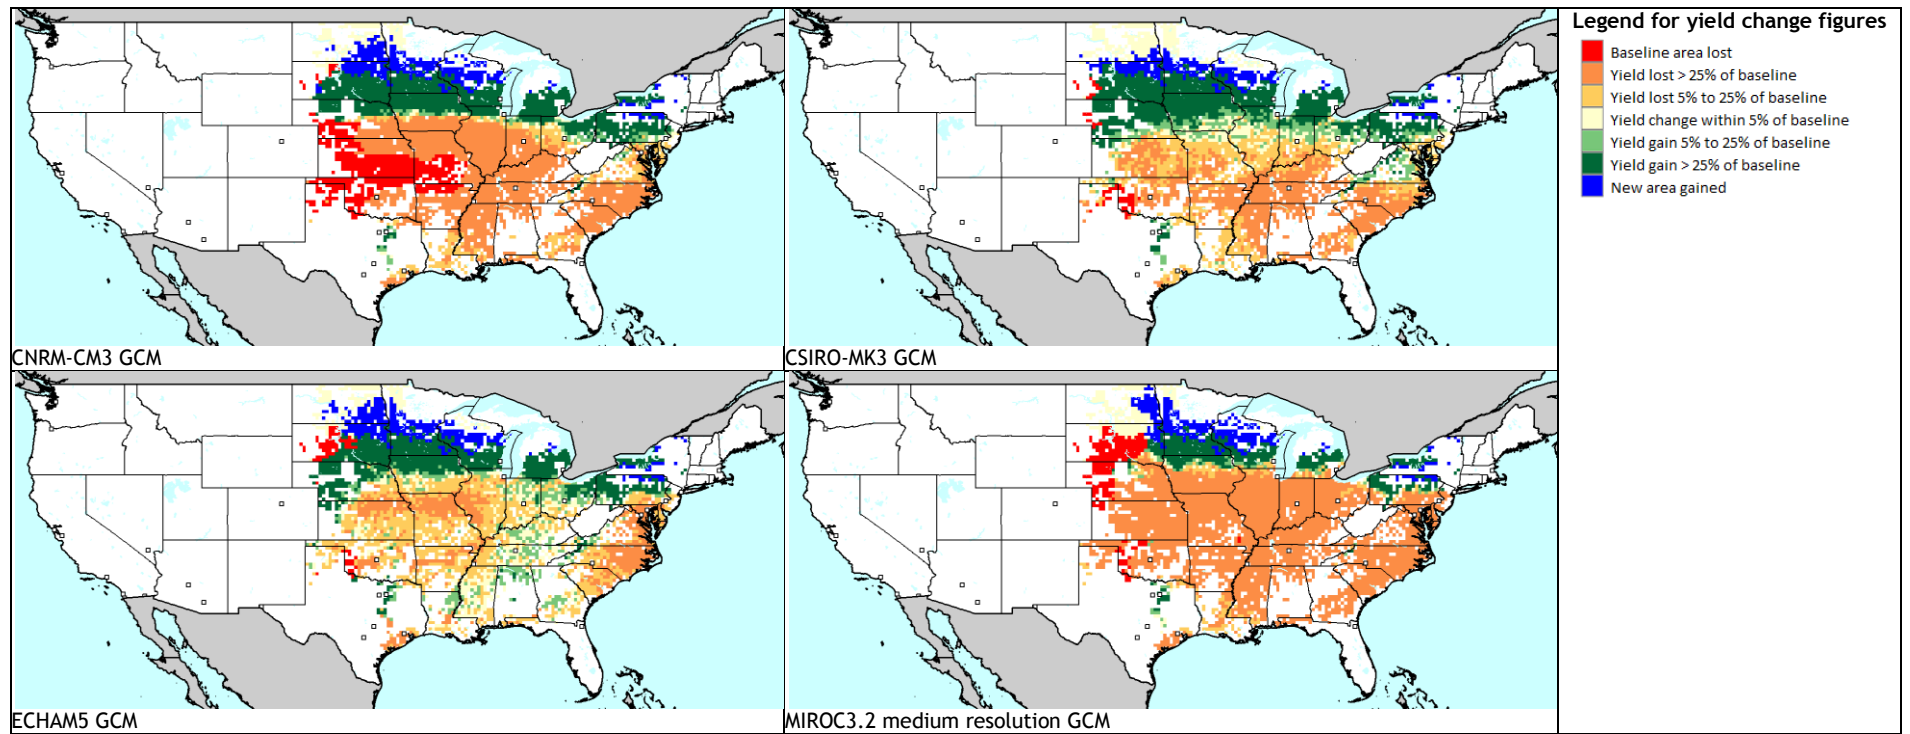 Legend for yield change figures
Baseline area lost
Yield lost > 25% of baseline
Yield lost 5% to 25% of baseline
Yield change within 5% of baseline
Yield gain 5% to 25% of baseline
Yield gain > 25% of baseline
New area gained
CNRM-CM3 GCM
CSIRO-MK3 GCM
ECHAM5 GCM
MIROC3.2 medium resolution GCM